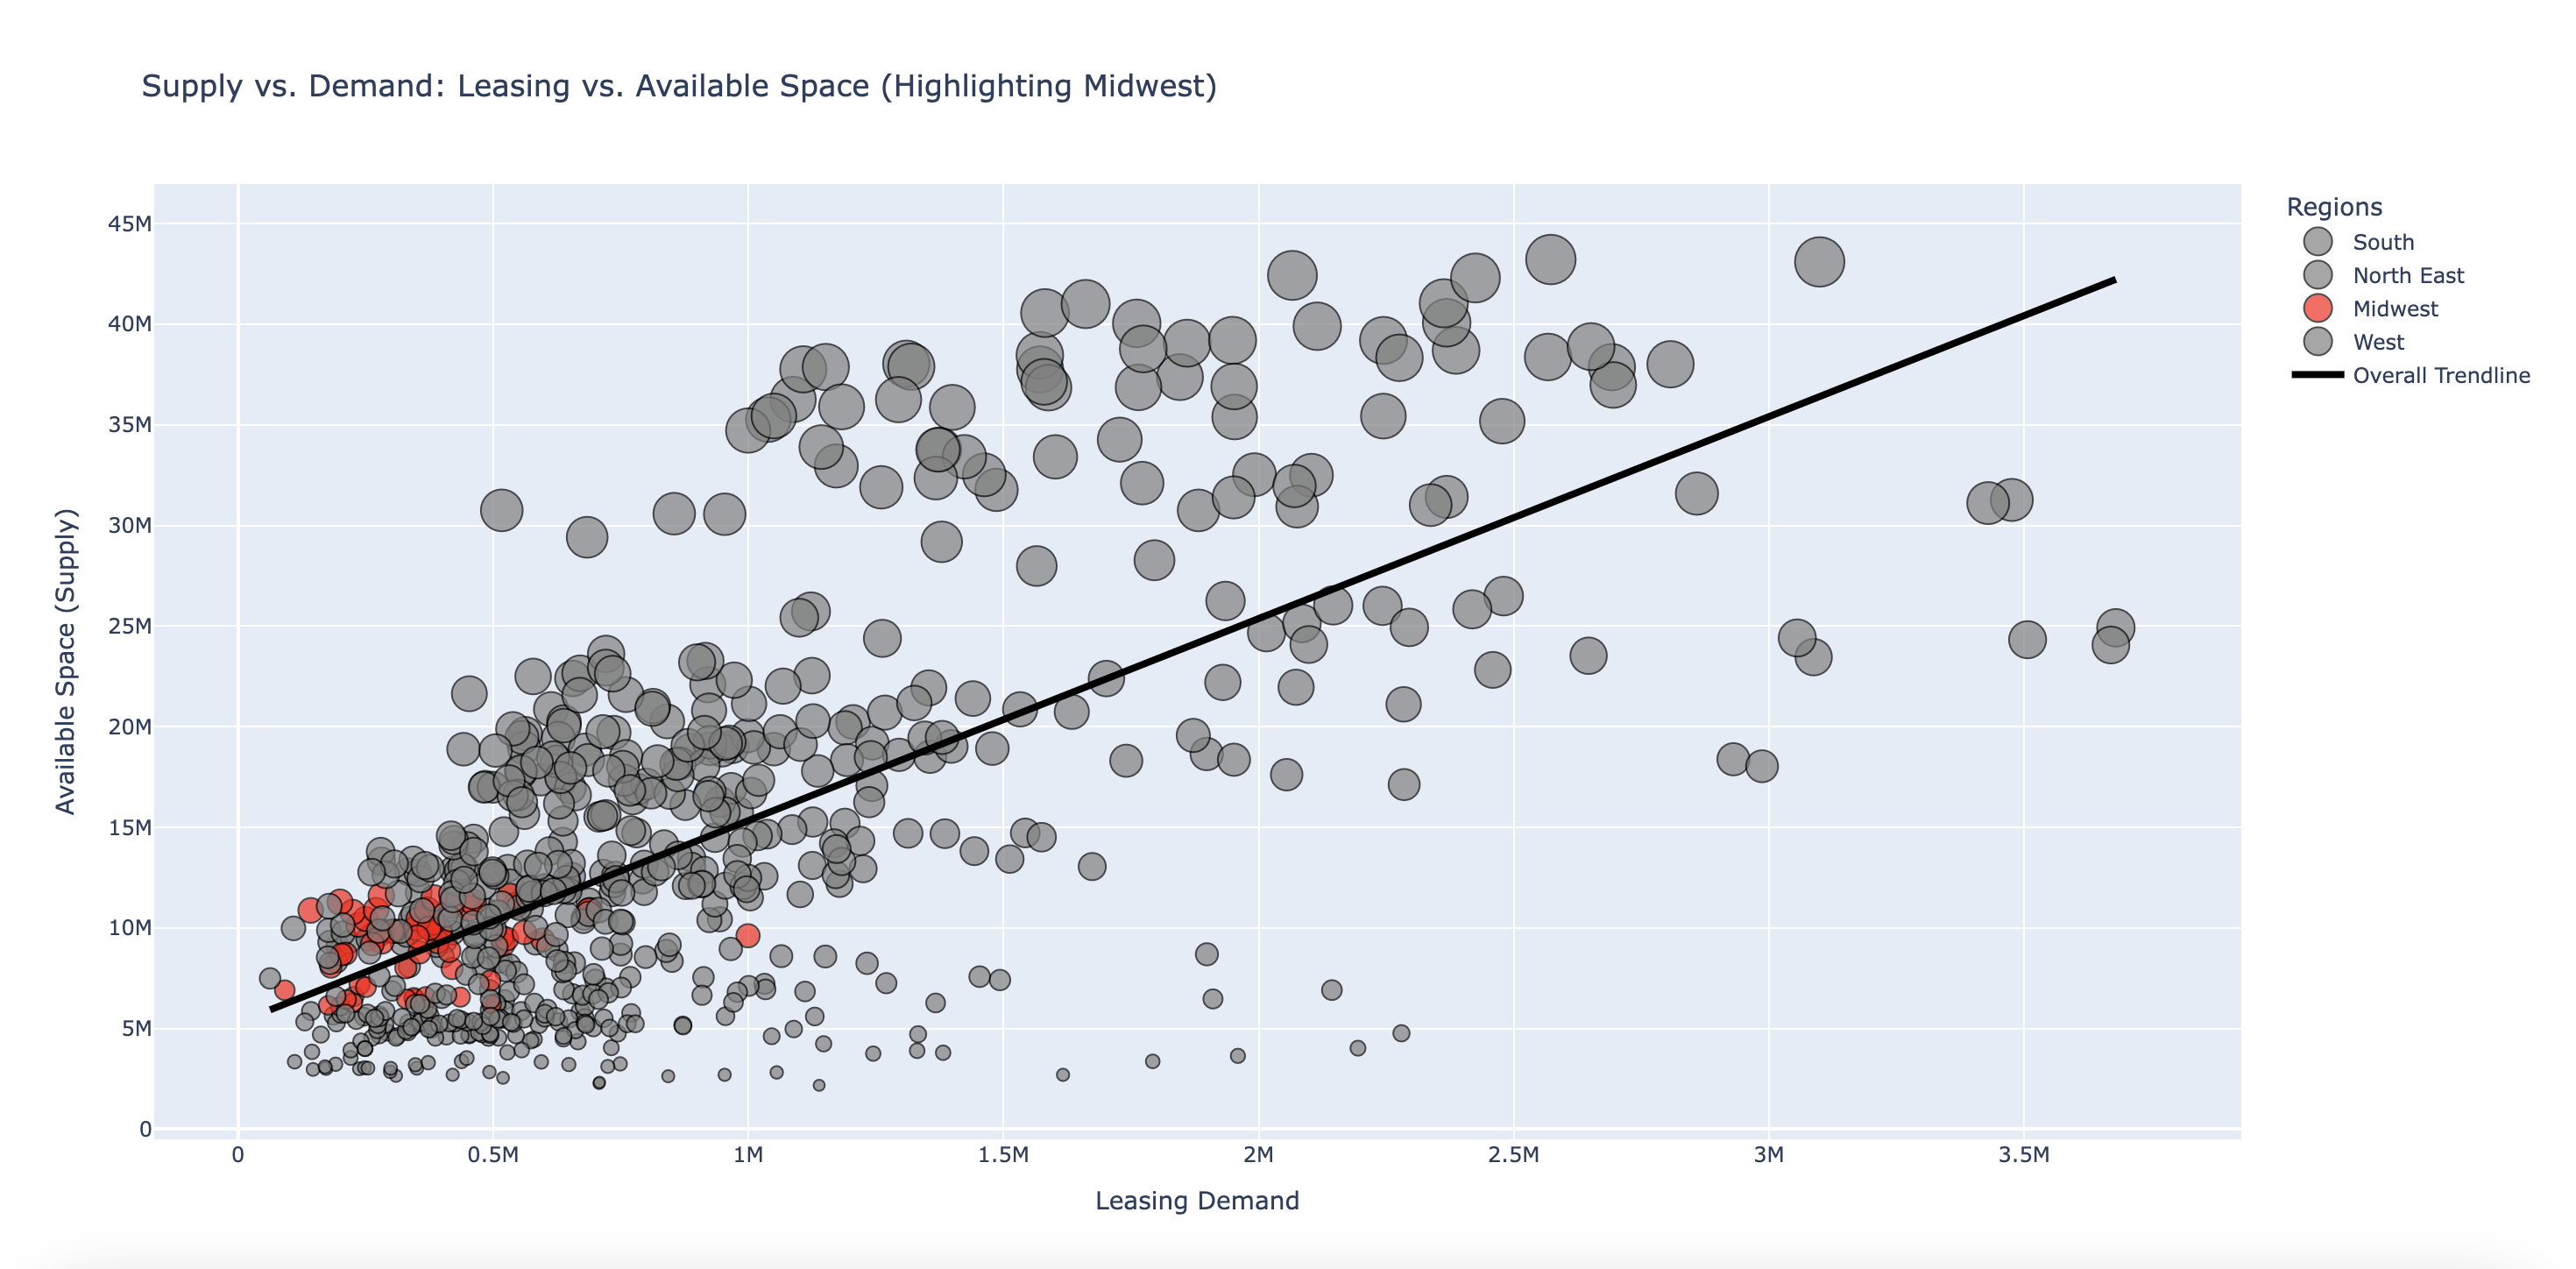 Supply vs. Demand: Leasing vs. Available Space (Highlighting Midwest)
Regions
South
North East
Midwest
West
Overall Trendline
Available Space (Supply)
45M
40M
35M
30M
25M
20M
15M
10M
5M
0
0 0.5M 1M 1.5M 2M 2.5M 3M 3.5M
Leasing Demand